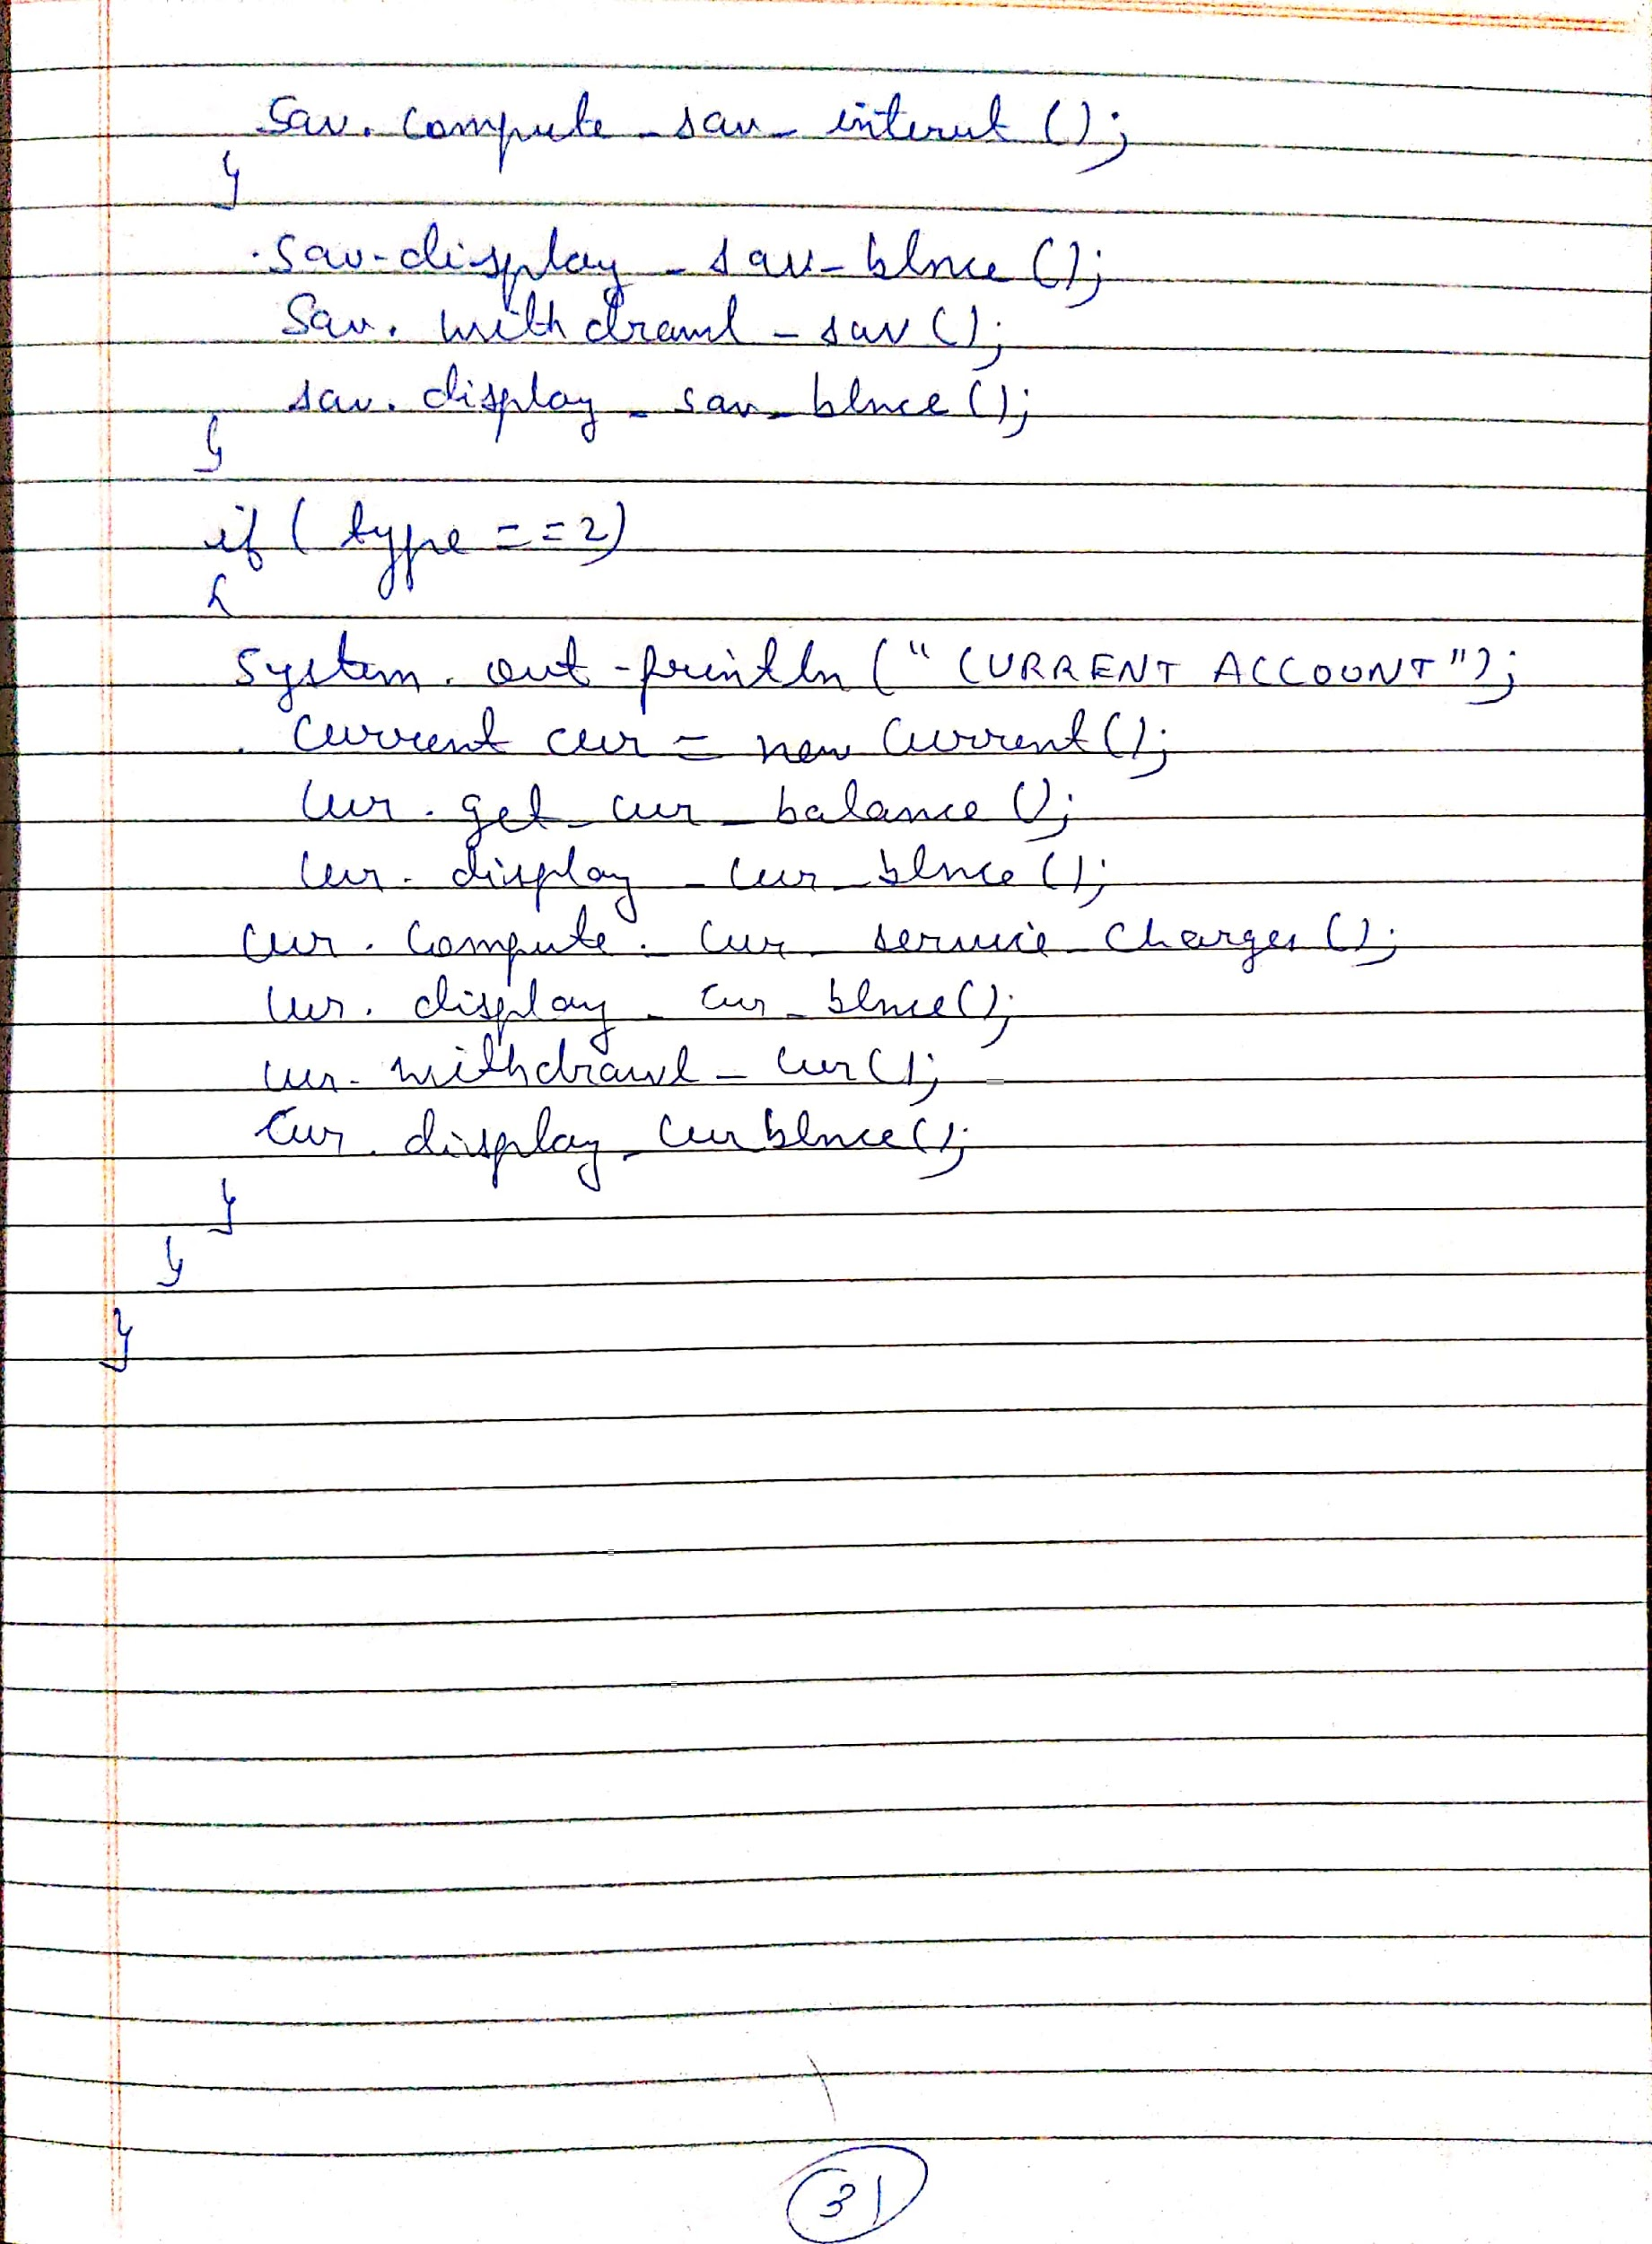 sav. compute_sav_interest();
}
sav.display_sav_blnce();
sav. withdrawl_sav();
sav. display_sav_blnce();
}
if (type == 2)
{
System. out.println ("CURRENT ACCOUNT");
Current cur = new Current();
cur. get_cur_balance();
cur. display_cur_blnce();
cur. compute. cur_service_charges();
cur. display_cur_blnce();
cur. withdrawl_cur();
cur. display_cur blnce();
}
}
}
31